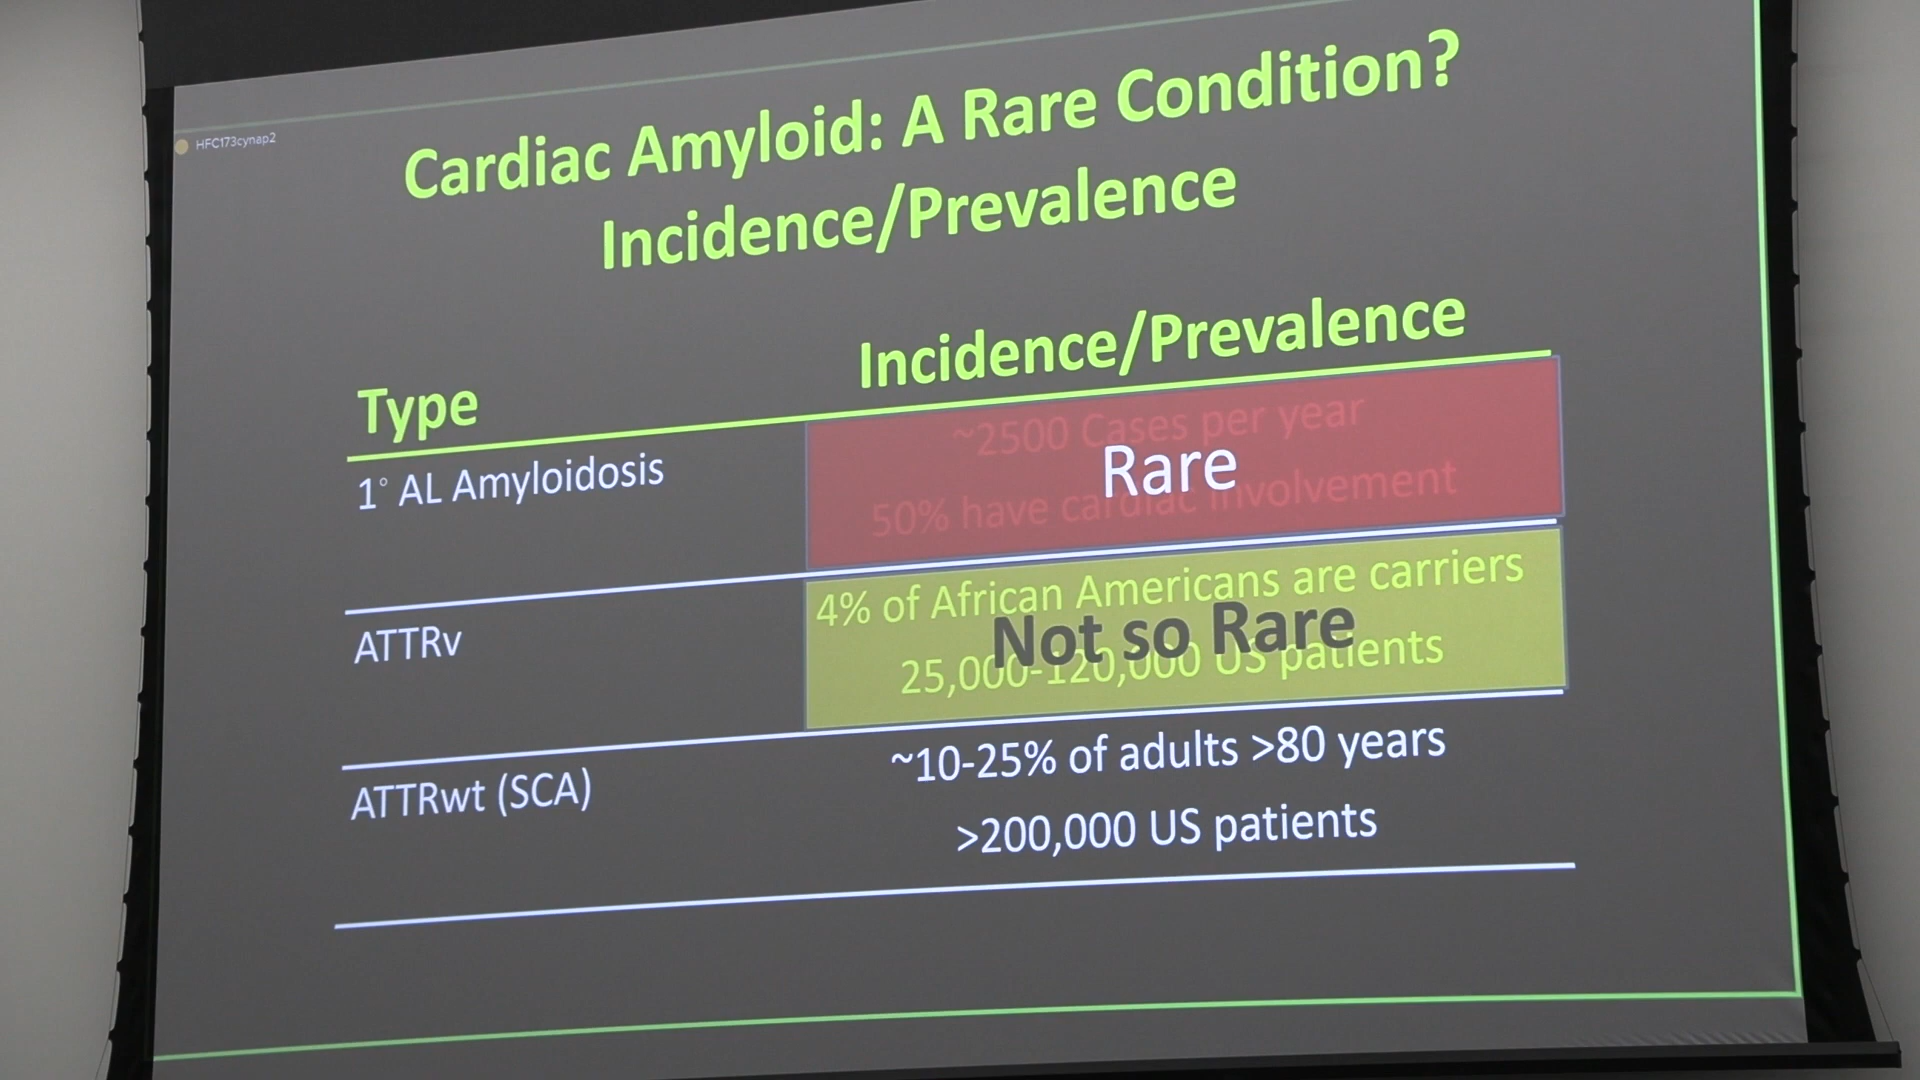 HFC173cynap2
Cardiac Amyloid: A Rare Condition?
Incidence/Prevalence
Type
Incidence/Prevalence
1° AL Amyloidosis
~2500 Cases per year
Rare
50% have cardiac involvement
ATTRv
4% of African Americans are carriers
Not so Rare
25,000-120,000 US patients
ATTRwt (SCA)
~10-25% of adults >80 years
>200,000 US patients